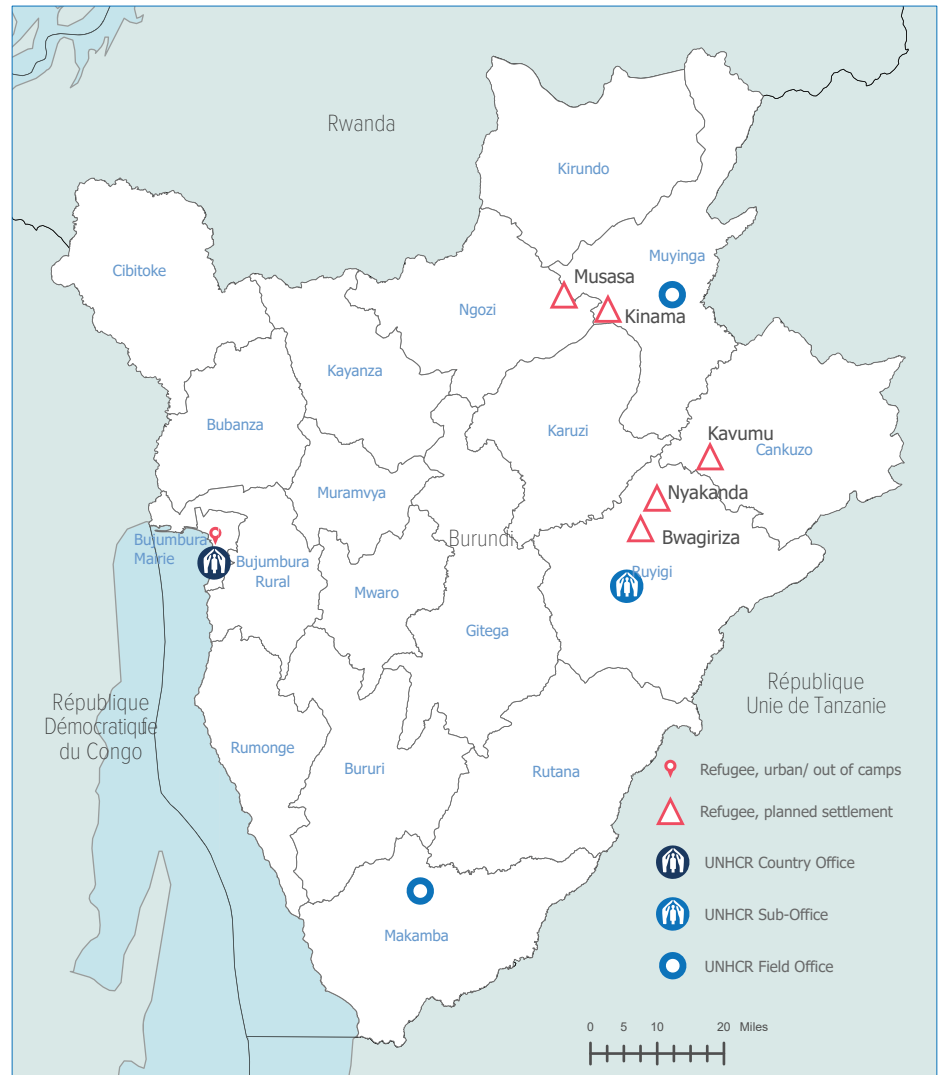 Rwanda
Kirundo
Cibitoke
Muyinga
Musasa
Ngozi
Kinama
Kayanza
Bubanza
Karuzi
Kavumu
Cankuzo
Muramvya
Nyakanda
Burundi
Bwagiriza
Bujumbura
Mairie
Bujumbura
Rural
Mwaro
Ruyigi
Gitega
République
Démocratique
du Congo
République
Unie de Tanzanie
Rumonge
Bururi
Rutana
Makamba
Refugee, urban/ out of camps
Refugee, planned settlement
UNHCR Country Office
UNHCR Sub-Office
UNHCR Field Office
0 5 10 20 Miles